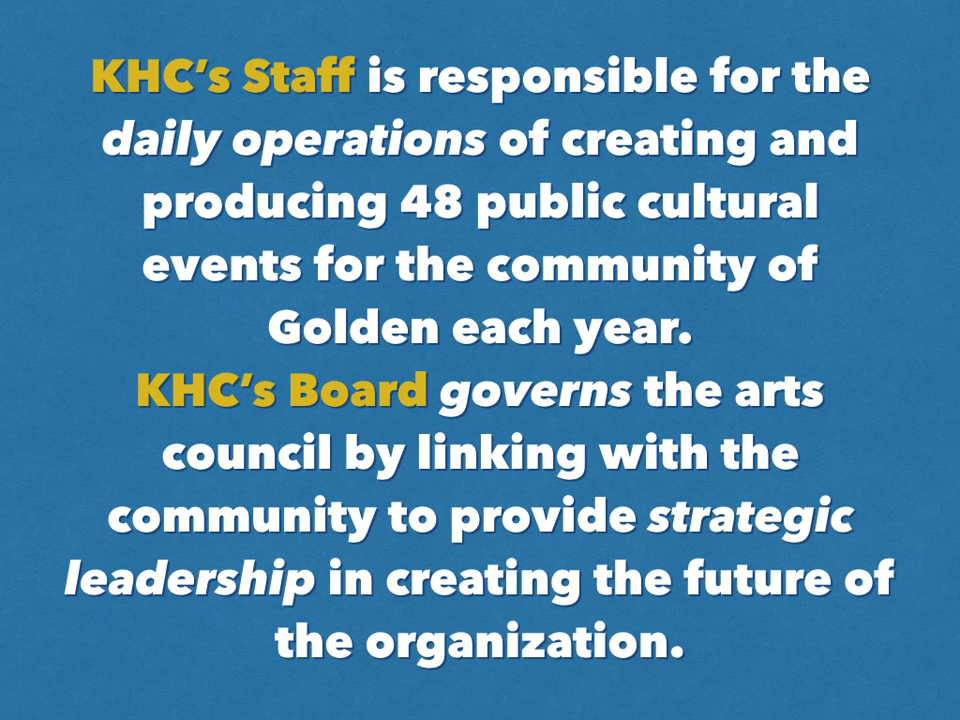 KHC’s Staff is responsible for the
daily operations of creating and
producing 48 public cultural
events for the community of
Golden each year.
KHC’s Board governs the arts
council by linking with the
community to provide strategic
leadership in creating the future of
the organization.